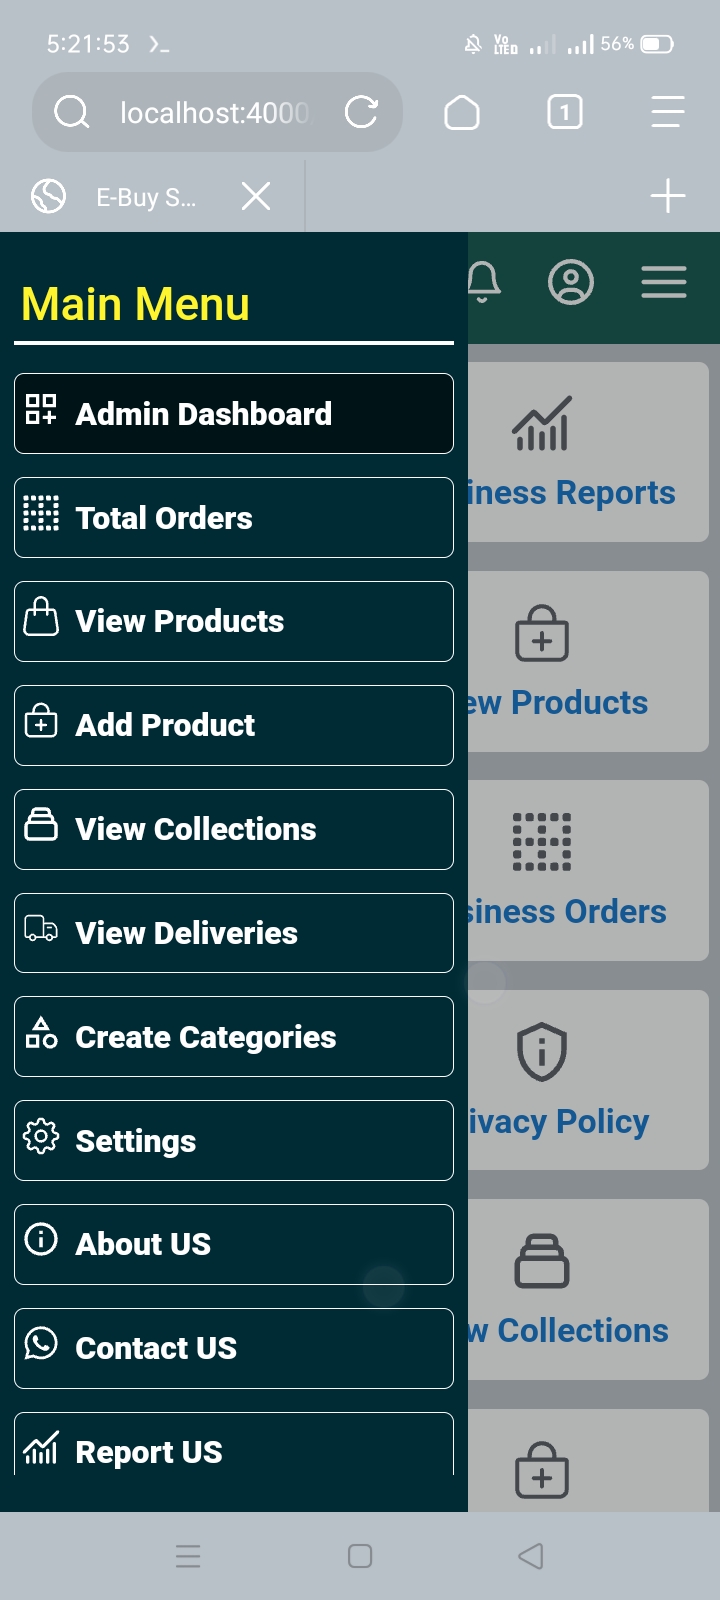 5:21:53
Vo LTED
56%
localhost:4000
1
E-Buy S...
Main Menu
Admin Dashboard
Total Orders
View Products
Add Product
View Collections
View Deliveries
Create Categories
Settings
About US
Contact US
Report US
iness Reports
ew Products
siness Orders
ivacy Policy
w Collections